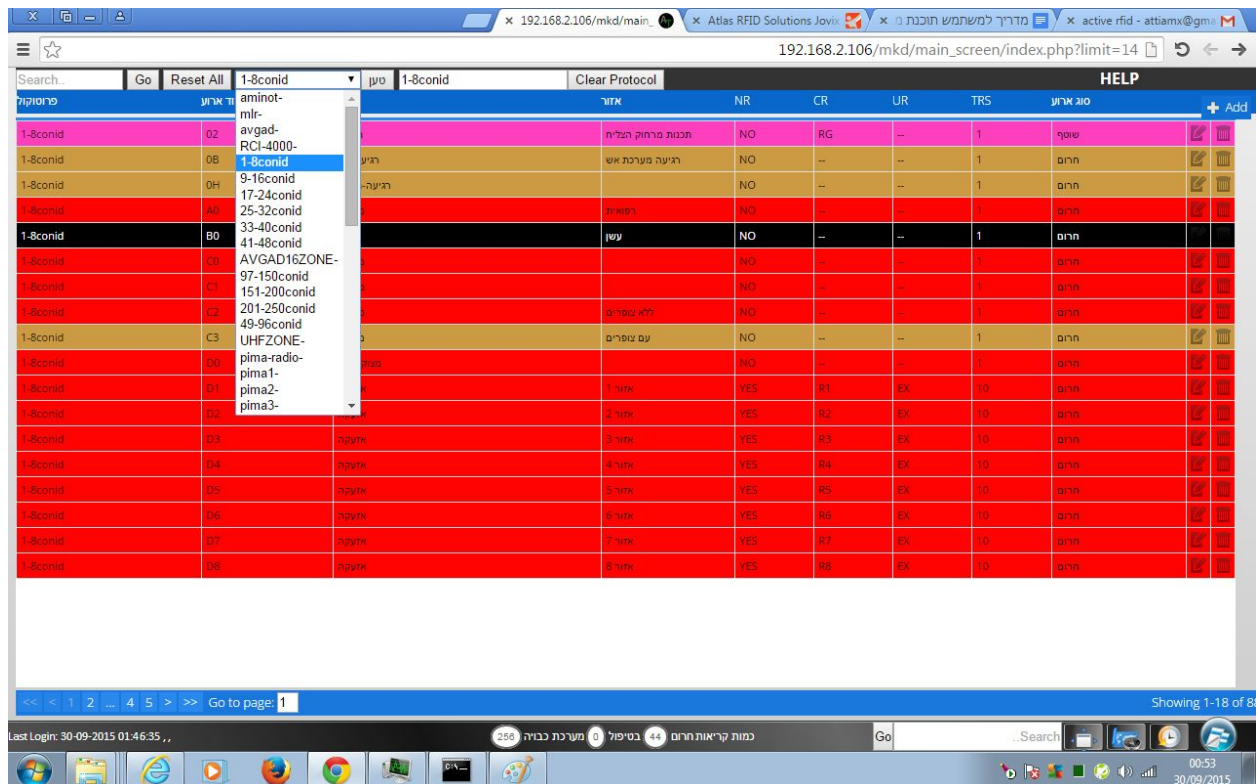 192.168.2.106/mkd/main_
Atlas RFID Solutions Jovix
מדריך למשתמש תוכנת מ
active rfid - attiamx@gma
192.168.2.106/mkd/main_screen/index.php?limit=14
Search.. Go Reset All 1-8conid טען 1-8conid Clear Protocol HELP
פרוטוקול וד ארוע אזור NR CR UR TRS סוג ארוע + Add
aminot-
mlr-
avgad-
RCI-4000-
1-8conid
9-16conid
17-24conid
25-32conid
33-40conid
41-48conid
AVGAD16ZONE-
97-150conid
151-200conid
201-250conid
49-96conid
UHFZONE-
pima-radio-
pima1-
pima2-
pima3-
1-8conid 02 תכנות מרחוק הצליח NO RG -- 1 שוטף
1-8conid 0B רגיעה מערכת אש NO -- -- 1 חרום
1-8conid 0H רגיעה- NO -- -- 1 חרום
1-8conid A0 רפואית NO -- -- 1 חרום
1-8conid B0 עשן NO -- -- 1 חרום
1-8conid C0 NO -- -- 1 חרום
1-8conid C1 NO -- -- 1 חרום
1-8conid C2 ללא צופרים NO -- -- 1 חרום
1-8conid C3 עם צופרים NO -- -- 1 חרום
1-8conid D0 NO -- -- 1 חרום
1-8conid D1 אזור 1 YES R1 EX 10 חרום
1-8conid D2 אזעקה אזור 2 YES R2 EX 10 חרום
1-8conid D3 אזעקה אזור 3 YES R3 EX 10 חרום
1-8conid D4 אזעקה אזור 4 YES R4 EX 10 חרום
1-8conid D5 אזעקה אזור 5 YES R5 EX 10 חרום
1-8conid D6 אזעקה אזור 6 YES R6 EX 10 חרום
1-8conid D7 אזעקה אזור 7 YES R7 EX 10 חרום
1-8conid D8 אזעקה אזור 8 YES R8 EX 10 חרום
<< < 1 2 ... 4 5 > >> Go to page: 1 Showing 1-18 of 88
Last Login: 30-09-2015 01:46:35 , , כמות קריאות חרום 44 בטיפול 0 מערכת כבויה 256 Go Search..
00:53
30/09/2015